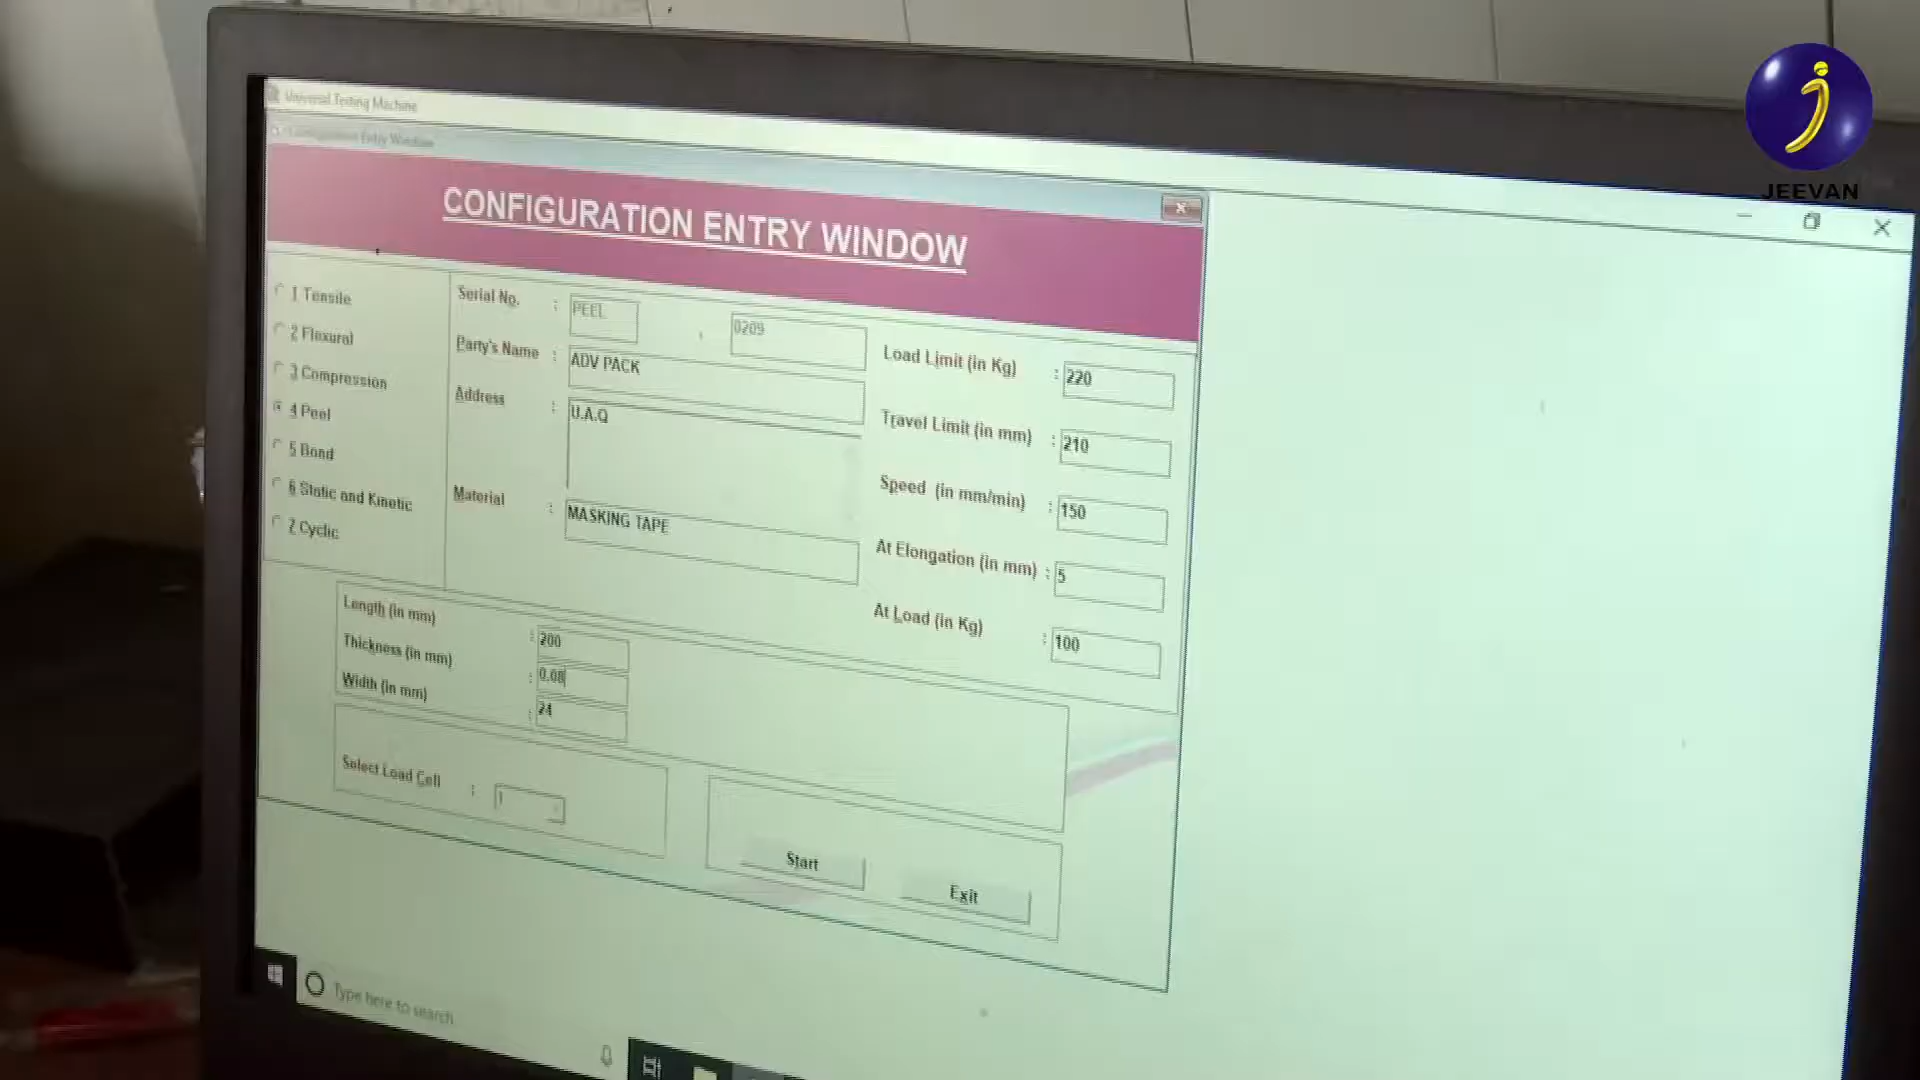 JEEVAN
Universal Testing Machine
Configuration Entry Window
CONFIGURATION ENTRY WINDOW
1 Tensile
2 Flexural
3 Compression
4 Peel
5 Bond
6 Static and Kinetic
7 Cyclic
Serial No. : PEEL , 0209
Party's Name : ADV PACK
Address : U.A.Q
Material : MASKING TAPE
Load Limit (in Kg) : 220
Travel Limit (in mm) : 210
Speed (in mm/min) : 150
At Elongation (in mm) : 5
At Load (in Kg) : 100
Length (in mm) : 200
Thickness (in mm) : 0.08
Width (in mm) : 24
Select Load Cell : 1
Start
Exit
Type here to search